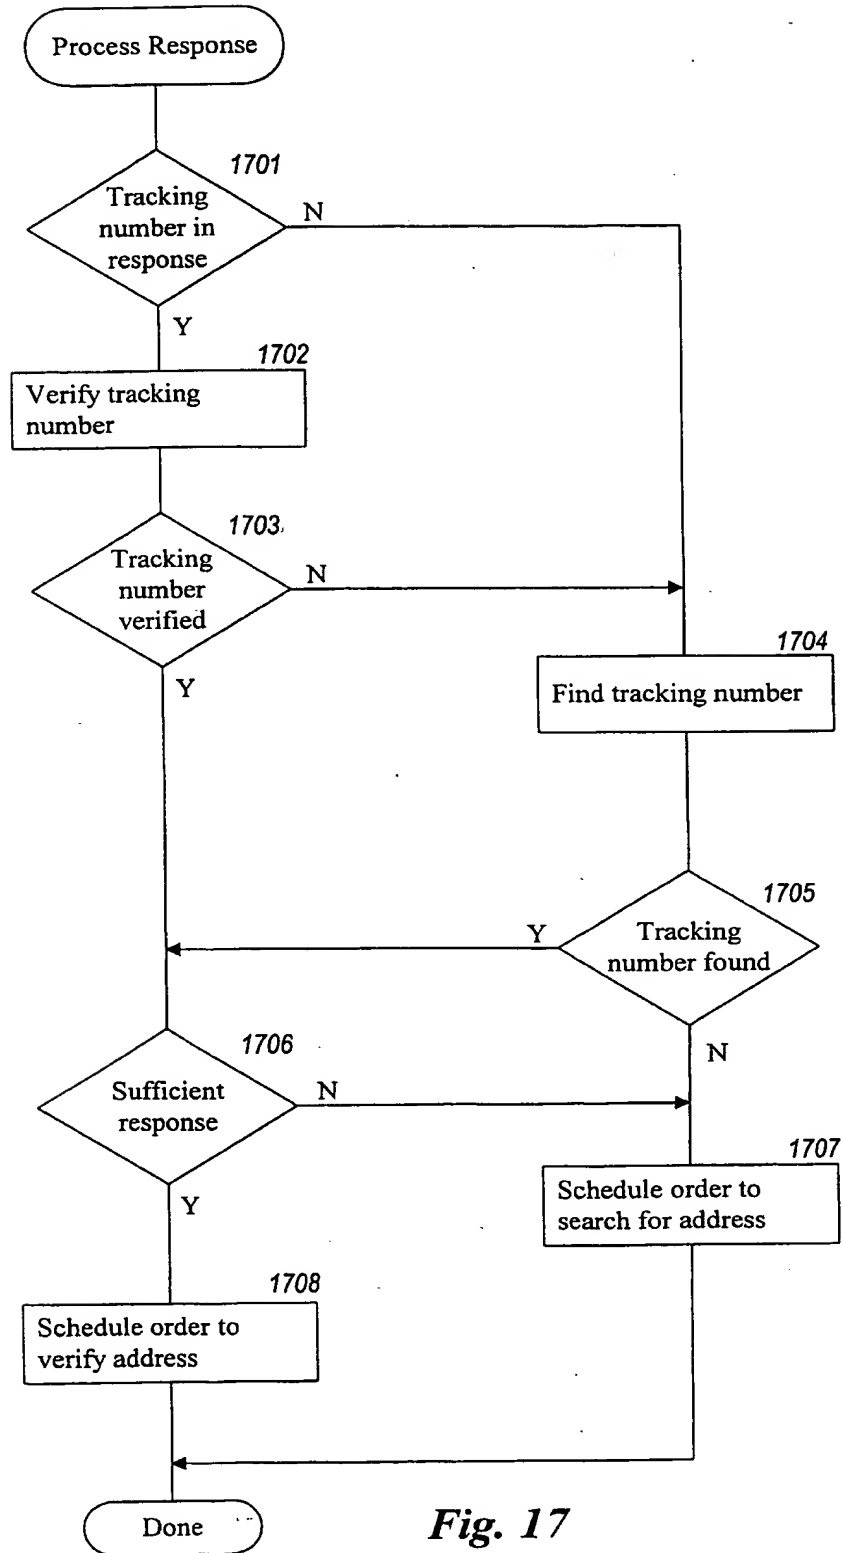 Process Response
1701
Tracking
number in
response
N
Y
1702
Verify tracking
number
1703
Tracking
number
verified
N
Y
1704
Find tracking number
1705
Tracking
number found
Y
N
1706
Sufficient
response
N
Y
1707
Schedule order to
search for address
1708
Schedule order to
verify address
Done
Fig. 17